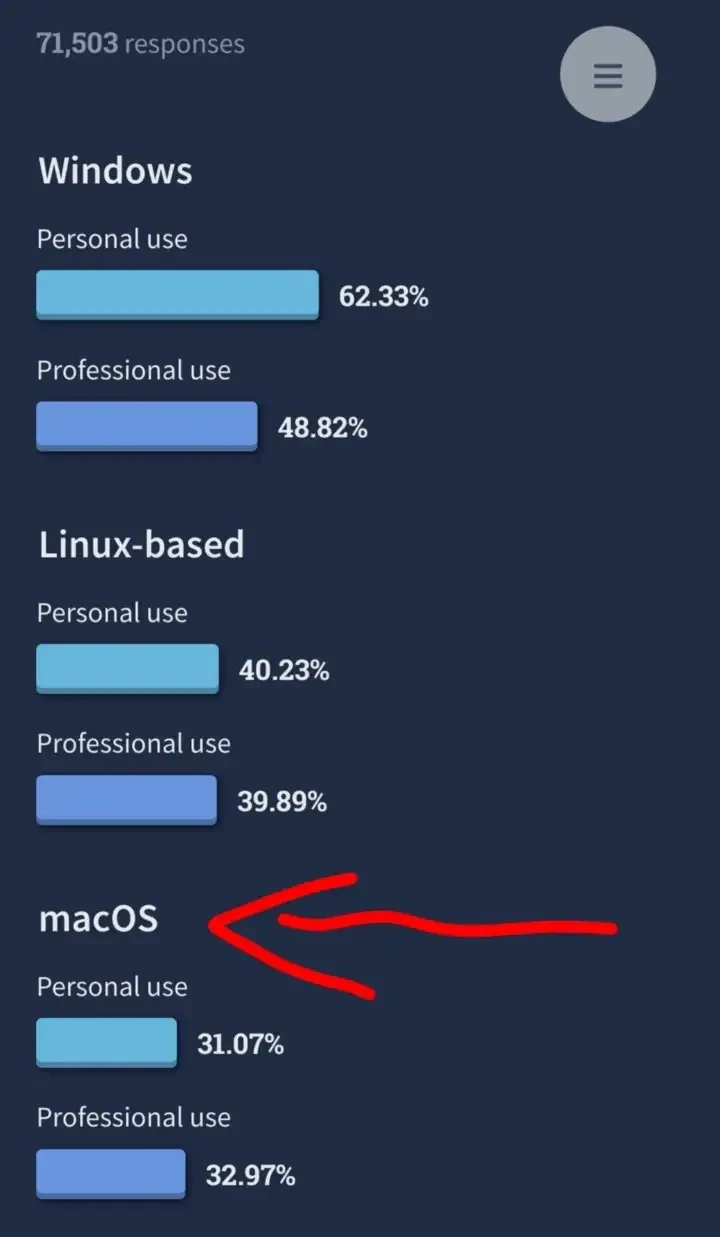 71,503 responses
Windows
Personal use
62.33%
Professional use
48.82%
Linux-based
Personal use
40.23%
Professional use
39.89%
macOS
Personal use
31.07%
Professional use
32.97%